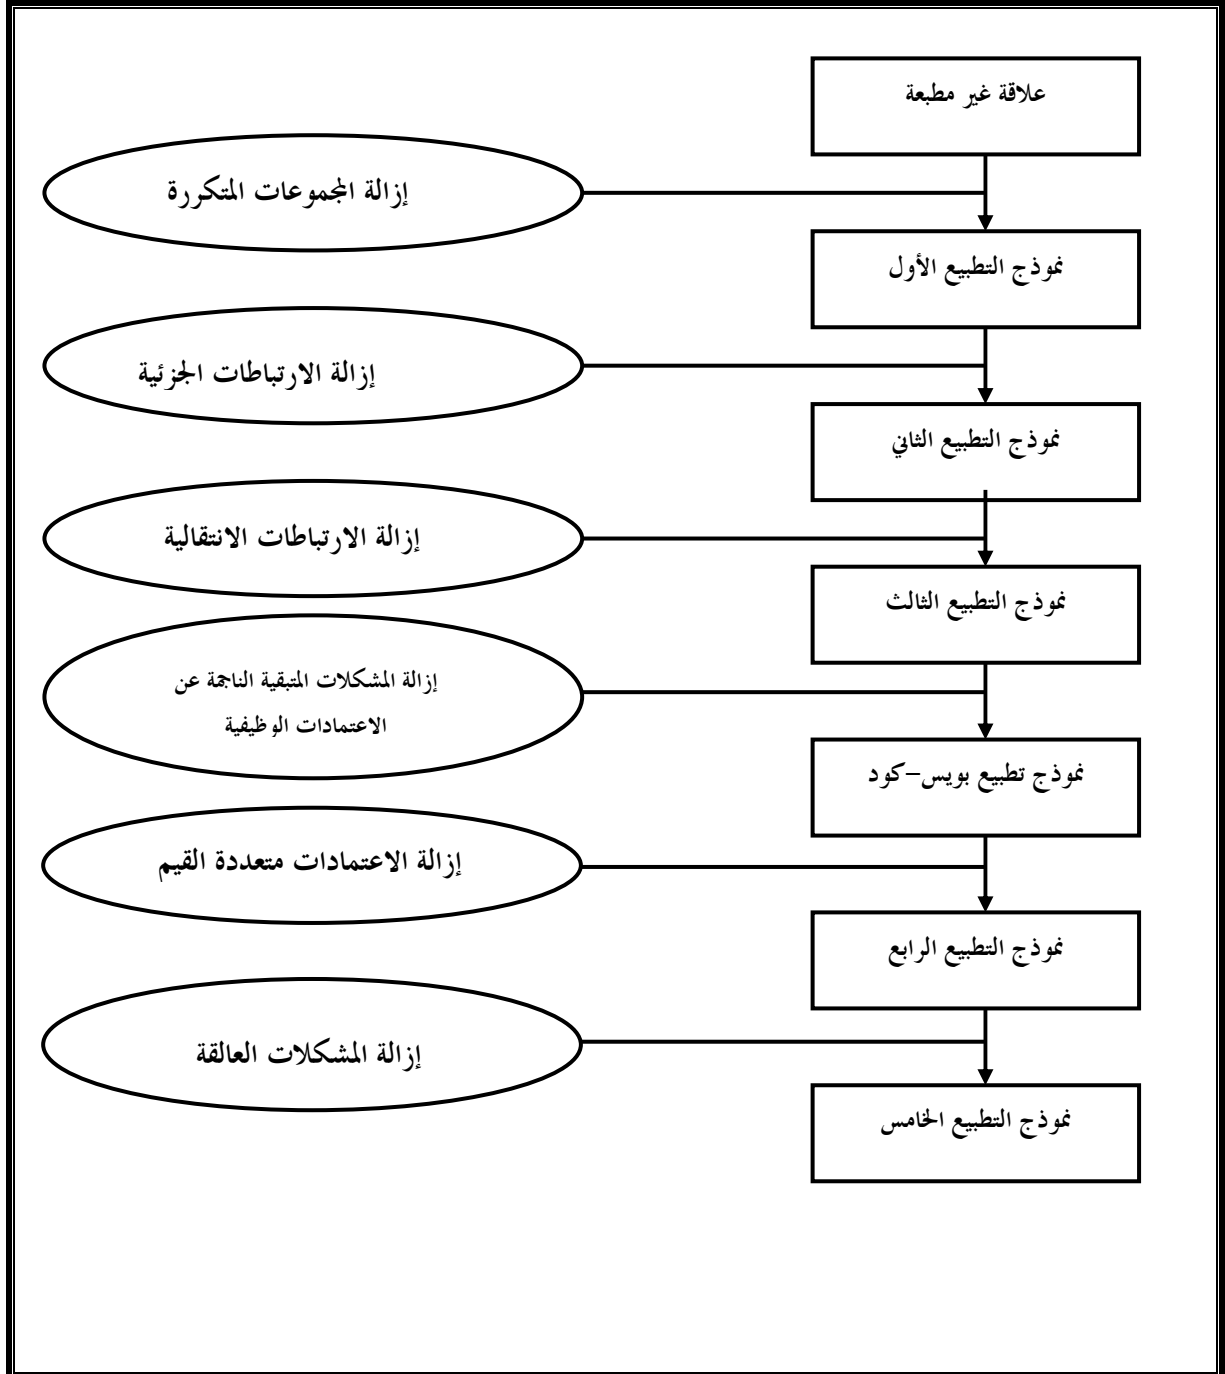 علاقة غير مطبعة
إزالة المجموعات المتكررة
نموذج التطبيع الأول
إزالة الارتباطات الجزئية
نموذج التطبيع الثاني
إزالة الارتباطات الانتقالية
نموذج التطبيع الثالث
إزالة المشكلات المتبقية الناجمة عن
الاعتمادات الوظيفية
نموذج تطبيع بويس-كود
إزالة الاعتمادات متعددة القيم
نموذج التطبيع الرابع
إزالة المشكلات العالقة
نموذج التطبيع الخامس